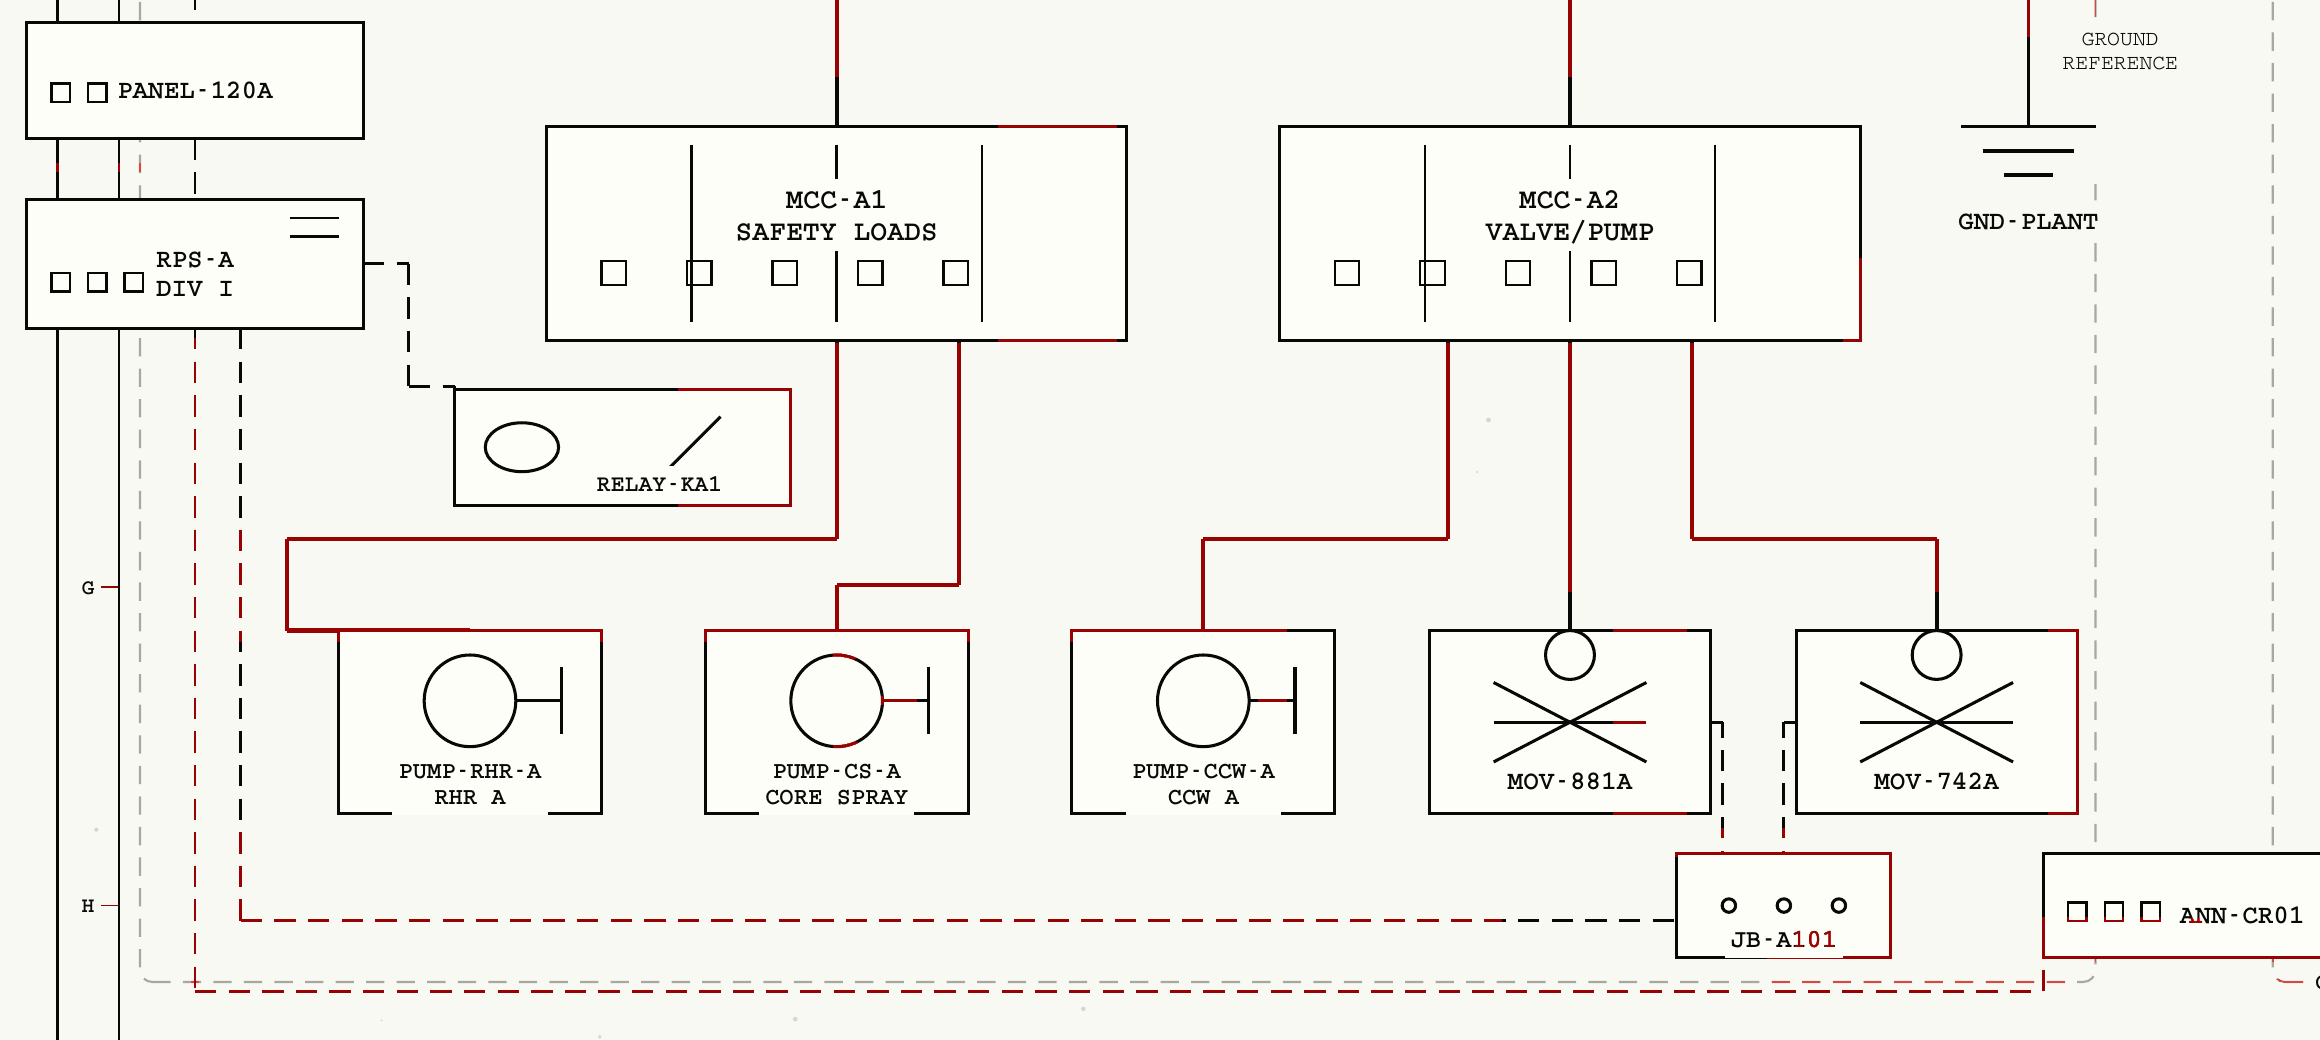 GROUND
REFERENCE
PANEL-120A
MCC-A1
SAFETY LOADS
MCC-A2
VALVE/PUMP
GND-PLANT
RPS-A
DIV I
RELAY-KA1
G
PUMP-RHR-A
RHR A
PUMP-CS-A
CORE SPRAY
PUMP-CCW-A
CCW A
MOV-881A
MOV-742A
H
JB-A101
ANN-CR01